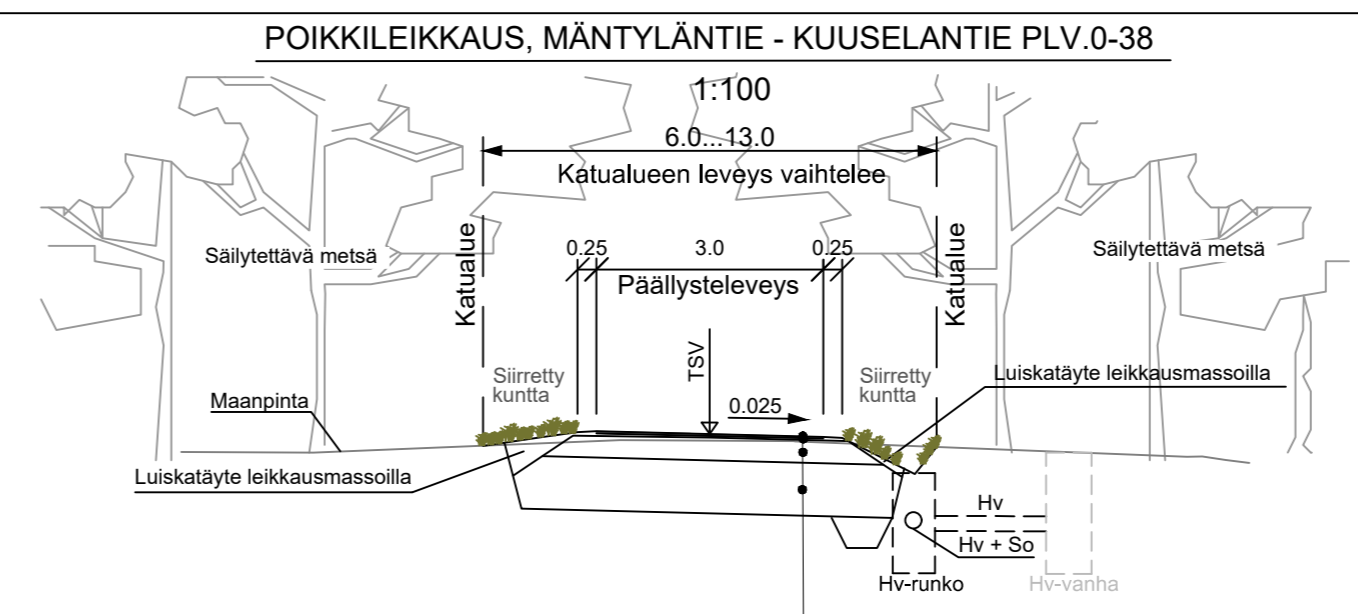 POIKKILEIKKAUS, MÄNTYLÄNTIE - KUUSELANTIE PLV.0-38
1:100
6.0...13.0
Katualueen leveys vaihtelee
Säilytettävä metsä
Katualue
0.25
3.0
0.25
Päällysteleveys
Katualue
Säilytettävä metsä
Siirretty
kuntta
TSV
0.025
Siirretty
kuntta
Luiskatäyte leikkausmassoilla
Maanpinta
Luiskatäyte leikkausmassoilla
Hv
Hv + So
Hv-runko
Hv-vanha